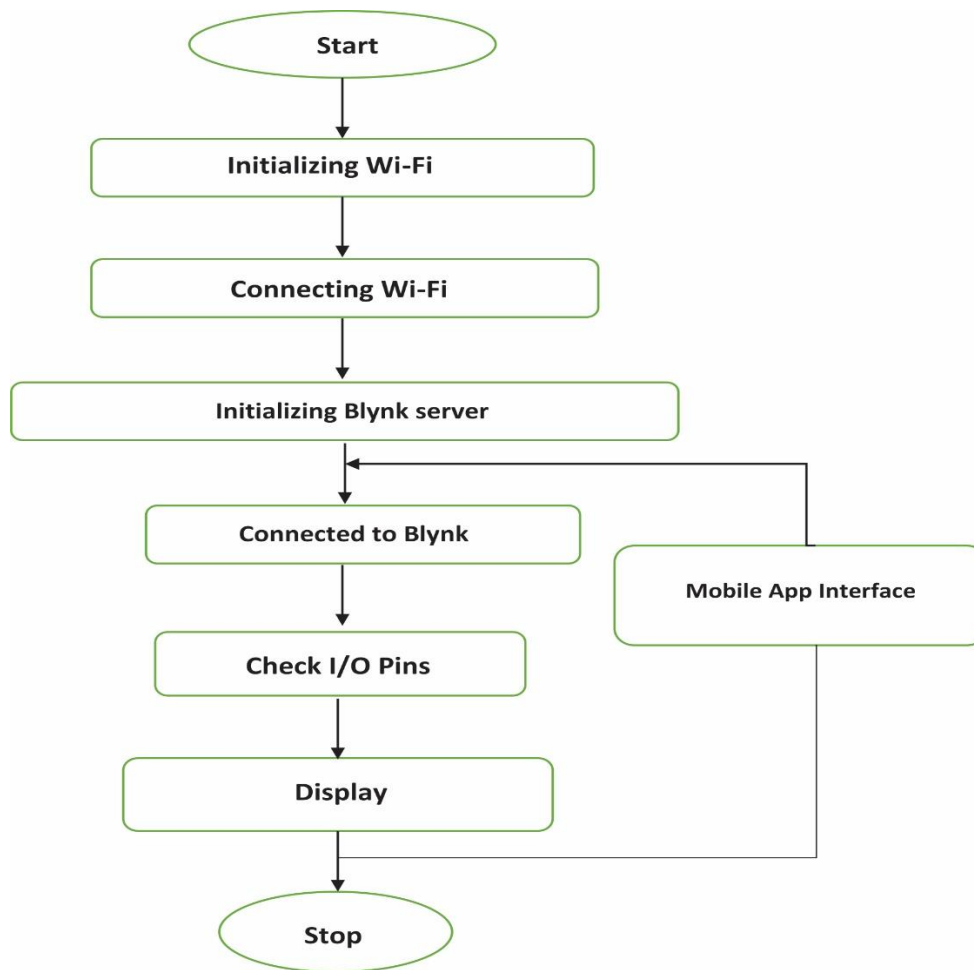 Start
Initializing Wi-Fi
Connecting Wi-Fi
Initializing Blynk server
Connected to Blynk
Mobile App Interface
Check I/O Pins
Display
Stop